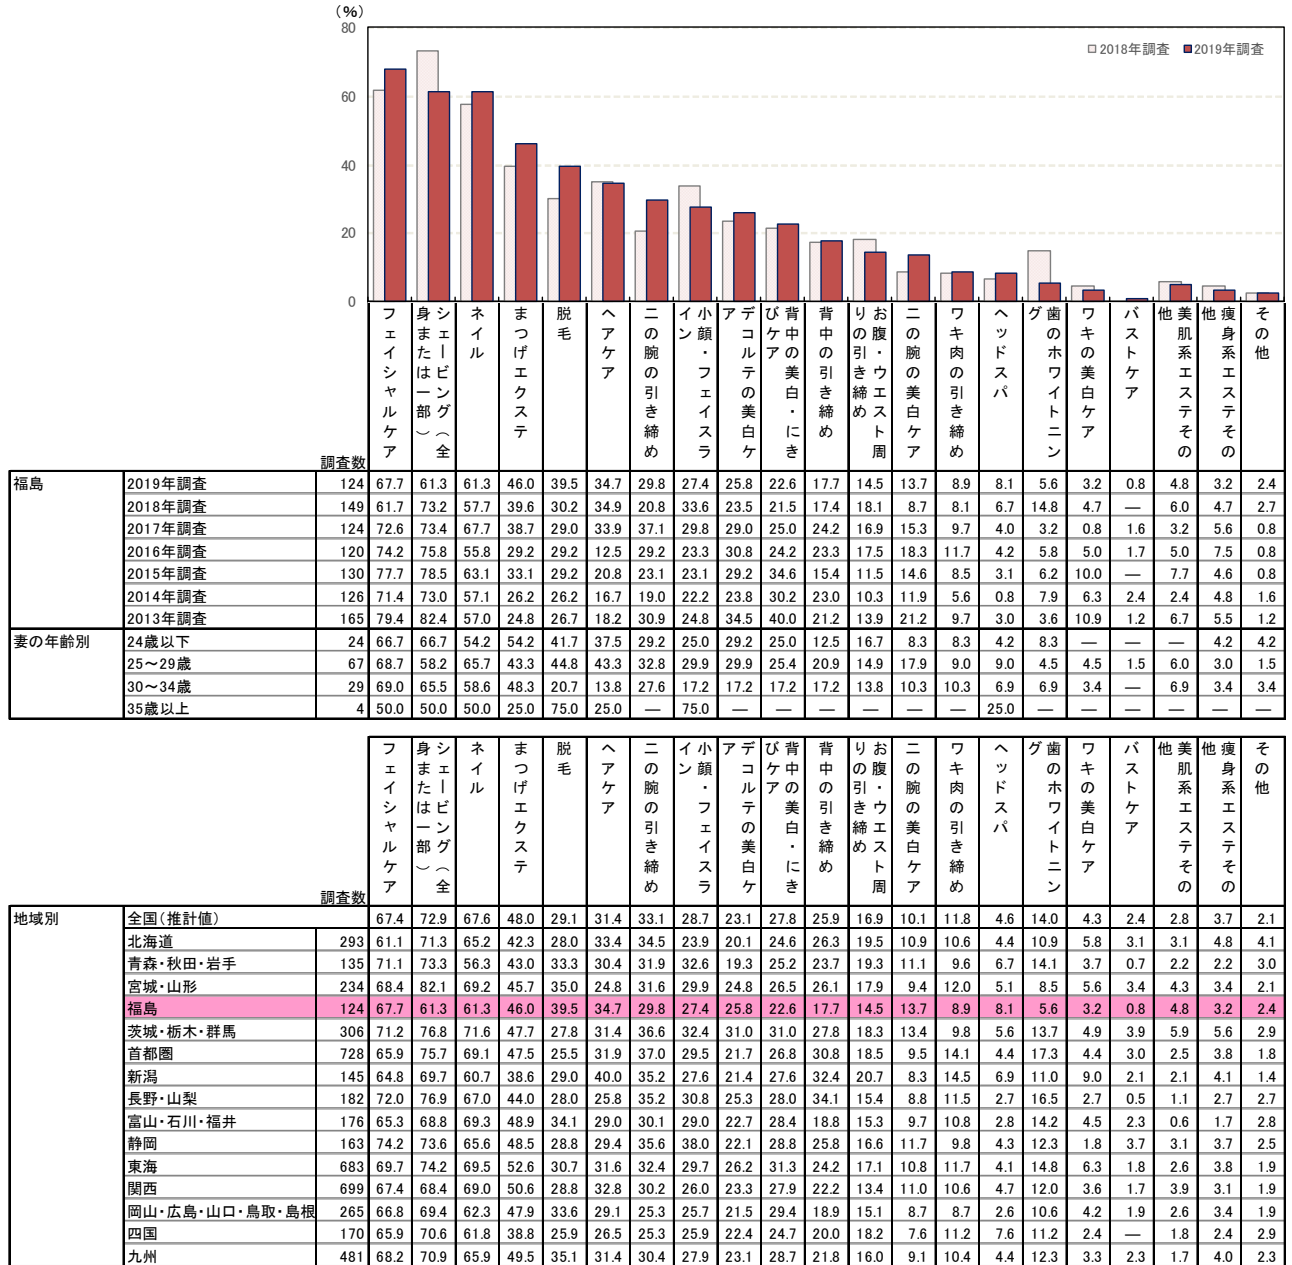 (%)
80
60
40
20
0
□2018年調査 ■2019年調査
調査数 フェイシャルケア シェービング(全身または一部) ネイル まつげエクステ 脱毛 ヘアケア 二の腕の引き締め 小顔・フェイスライン デコルテの美白ケア 背中の美白・にきびケア 背中の引き締め お腹・ウエスト周りの引き締め 二の腕の美白ケア ワキ肉の引き締め ヘッドスパ 歯のホワイトニング ワキの美白ケア バストケア 美肌系エステその他 痩身系エステその他 その他
福島 2019年調査 124 67.7 61.3 61.3 46.0 39.5 34.7 29.8 27.4 25.8 22.6 17.7 14.5 13.7 8.9 8.1 5.6 3.2 0.8 4.8 3.2 2.4
2018年調査 149 61.7 73.2 57.7 39.6 30.2 34.9 20.8 33.6 23.5 21.5 17.4 18.1 8.7 8.1 6.7 14.8 4.7 — 6.0 4.7 2.7
2017年調査 124 72.6 73.4 67.7 38.7 29.0 33.9 37.1 29.8 29.0 25.0 24.2 16.9 15.3 9.7 4.0 3.2 0.8 1.6 3.2 5.6 0.8
2016年調査 120 74.2 75.8 55.8 29.2 29.2 12.5 29.2 23.3 30.8 24.2 23.3 17.5 18.3 11.7 4.2 5.8 5.0 1.7 5.0 7.5 0.8
2015年調査 130 77.7 78.5 63.1 33.1 29.2 20.8 23.1 23.1 29.2 34.6 15.4 11.5 14.6 8.5 3.1 6.2 10.0 — 7.7 4.6 0.8
2014年調査 126 71.4 73.0 57.1 26.2 26.2 16.7 19.0 22.2 23.8 30.2 23.0 10.3 11.9 5.6 0.8 7.9 6.3 2.4 2.4 4.8 1.6
2013年調査 165 79.4 82.4 57.0 24.8 26.7 18.2 30.9 24.8 34.5 40.0 21.2 13.9 21.2 9.7 3.0 3.6 10.9 1.2 6.7 5.5 1.2
妻の年齢別 24歳以下 24 66.7 66.7 54.2 54.2 41.7 37.5 29.2 25.0 29.2 25.0 12.5 16.7 8.3 8.3 4.2 8.3 — — — 4.2 4.2
25～29歳 67 68.7 58.2 65.7 43.3 44.8 43.3 32.8 29.9 29.9 25.4 20.9 14.9 17.9 9.0 9.0 4.5 4.5 1.5 6.0 3.0 1.5
30～34歳 29 69.0 65.5 58.6 48.3 20.7 13.8 27.6 17.2 17.2 17.2 17.2 13.8 10.3 10.3 6.9 6.9 3.4 — 6.9 3.4 3.4
35歳以上 4 50.0 50.0 50.0 25.0 75.0 25.0 — 75.0 — — — — — — 25.0 — — — — — —
調査数 フェイシャルケア シェービング(全身または一部) ネイル まつげエクステ 脱毛 ヘアケア 二の腕の引き締め 小顔・フェイスライン デコルテの美白ケア 背中の美白・にきびケア 背中の引き締め お腹・ウエスト周りの引き締め 二の腕の美白ケア ワキ肉の引き締め ヘッドスパ 歯のホワイトニング ワキの美白ケア バストケア 美肌系エステその他 痩身系エステその他 その他
地域別 全国(推計値) 67.4 72.9 67.6 48.0 29.1 31.4 33.1 28.7 23.1 27.8 25.9 16.9 10.1 11.8 4.6 14.0 4.3 2.4 2.8 3.7 2.1
北海道 293 61.1 71.3 65.2 42.3 28.0 33.4 34.5 23.9 20.1 24.6 26.3 19.5 10.9 10.6 4.4 10.9 5.8 3.1 3.1 4.8 4.1
青森・秋田・岩手 135 71.1 73.3 56.3 43.0 33.3 30.4 31.9 32.6 19.3 25.2 23.7 19.3 11.1 9.6 6.7 14.1 3.7 0.7 2.2 2.2 3.0
宮城・山形 234 68.4 82.1 69.2 45.7 35.0 24.8 31.6 29.9 24.8 26.5 26.1 17.9 9.4 12.0 5.1 8.5 5.6 3.4 4.3 3.4 2.1
福島 124 67.7 61.3 61.3 46.0 39.5 34.7 29.8 27.4 25.8 22.6 17.7 14.5 13.7 8.9 8.1 5.6 3.2 0.8 4.8 3.2 2.4
茨城・栃木・群馬 306 71.2 76.8 71.6 47.7 27.8 31.4 36.6 32.4 31.0 31.0 27.8 18.3 13.4 9.8 5.6 13.7 4.9 3.9 5.9 5.6 2.9
首都圏 728 65.9 75.7 69.1 47.5 25.5 31.9 37.0 29.5 21.7 26.8 30.8 18.5 9.5 14.1 4.4 17.3 4.4 3.0 2.5 3.8 1.8
新潟 145 64.8 69.7 60.7 38.6 29.0 40.0 35.2 27.6 21.4 27.6 32.4 20.7 8.3 14.5 6.9 11.0 9.0 2.1 2.1 4.1 1.4
長野・山梨 182 72.0 76.9 67.0 44.0 28.0 25.8 35.2 30.8 25.3 28.0 34.1 15.4 8.8 11.5 2.7 16.5 2.7 0.5 1.1 2.7 2.7
富山・石川・福井 176 65.3 68.8 69.3 48.9 34.1 29.0 30.1 29.0 22.7 28.4 18.8 15.3 9.7 10.8 2.8 14.2 4.5 2.3 0.6 1.7 2.8
静岡 163 74.2 73.6 65.6 48.5 28.8 29.4 35.6 38.0 22.1 28.8 25.8 16.6 11.7 9.8 4.3 12.3 1.8 3.7 3.1 3.7 2.5
東海 683 69.7 74.2 69.5 52.6 30.7 31.6 32.4 29.7 26.2 31.3 24.2 17.1 10.8 11.7 4.1 14.8 6.3 1.8 2.6 3.8 1.9
関西 699 67.4 68.4 69.0 50.6 28.8 32.8 30.2 26.0 23.3 27.9 22.2 13.4 11.0 10.6 4.7 12.0 3.6 1.7 3.9 3.1 1.9
岡山・広島・山口・鳥取・島根 265 66.8 69.4 62.3 47.9 33.6 29.1 25.3 25.7 21.5 29.4 18.9 15.1 8.7 8.7 2.6 10.6 4.2 1.9 2.6 3.4 1.9
四国 170 65.9 70.6 61.8 38.8 25.9 26.5 25.3 25.9 22.4 24.7 20.0 18.2 7.6 11.2 7.6 11.2 2.4 — 1.8 2.4 2.9
九州 481 68.2 70.9 65.9 49.5 35.1 31.4 30.4 27.9 23.1 28.7 21.8 16.0 9.1 10.4 4.4 12.3 3.3 2.3 1.7 4.0 2.3